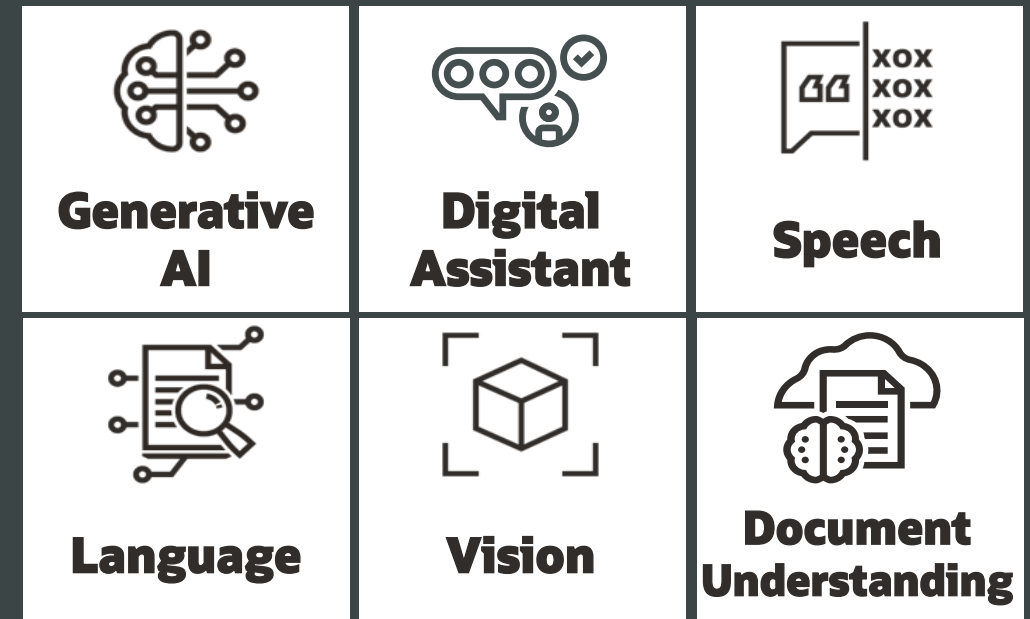 xox
xox
xox
Generative
AI
Digital
Assistant
Speech
Language
Vision
Document
Understanding